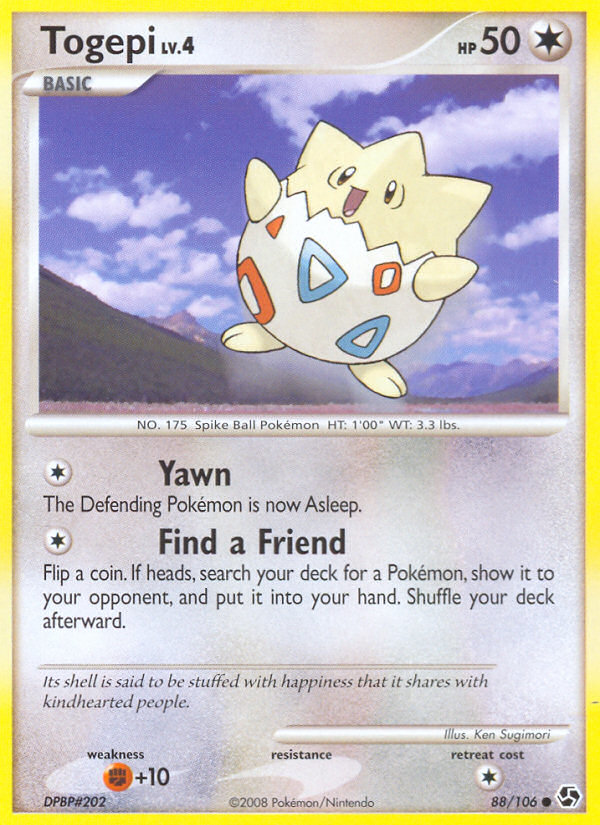 Togepi LV.4
HP 50
BASIC
NO. 175 Spike Ball Pokémon HT: 1'00" WT: 3.3 lbs.
Yawn
The Defending Pokémon is now Asleep.
Find a Friend
Flip a coin. If heads, search your deck for a Pokémon, show it to
your opponent, and put it into your hand. Shuffle your deck
afterward.
Its shell is said to be stuffed with happiness that it shares with
kindhearted people.
Illus. Ken Sugimori
weakness resistance retreat cost
+10
DPBP#202 ©2008 Pokémon/Nintendo 88/106